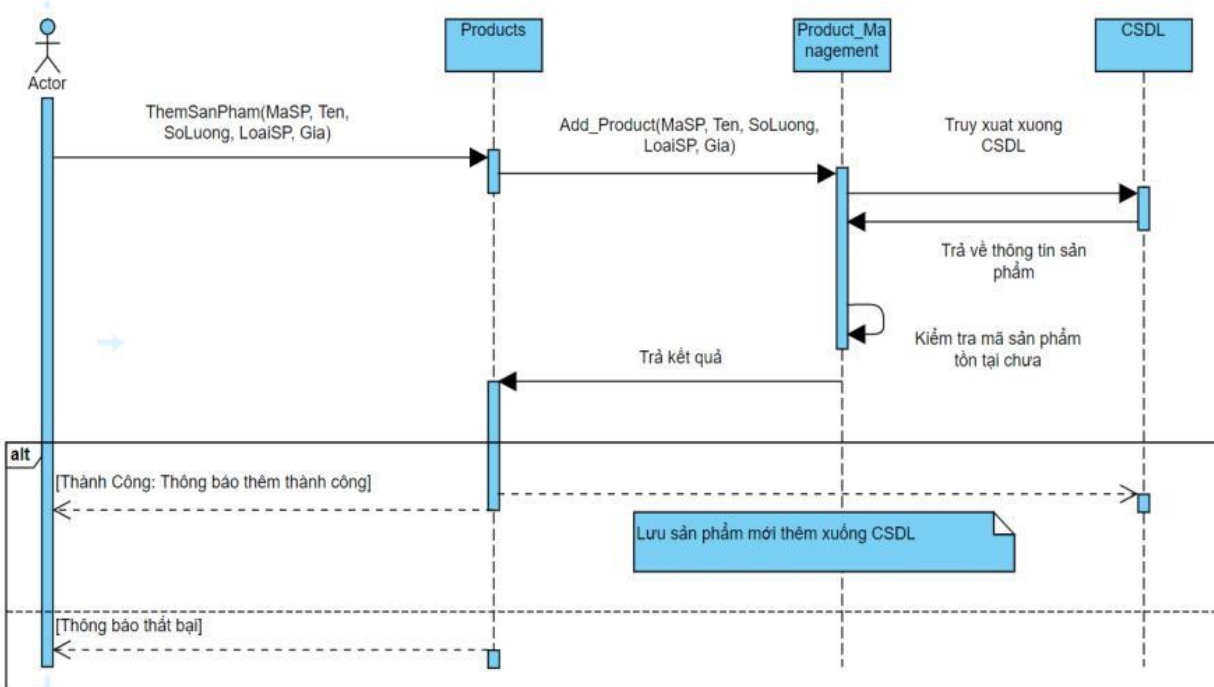 Actor
Products
Product_Ma
nagement
CSDL
ThemSanPham(MaSP, Ten,
SoLuong, LoaiSP, Gia)
Add_Product(MaSP, Ten, SoLuong,
LoaiSP, Gia)
Truy xuat xuong
CSDL
Trả về thông tin sản
phẩm
Kiểm tra mã sản phẩm
tồn tại chưa
Trả kết quả
alt
[Thành Công: Thông báo thêm thành công]
Lưu sản phẩm mới thêm xuống CSDL
[Thông báo thất bại]